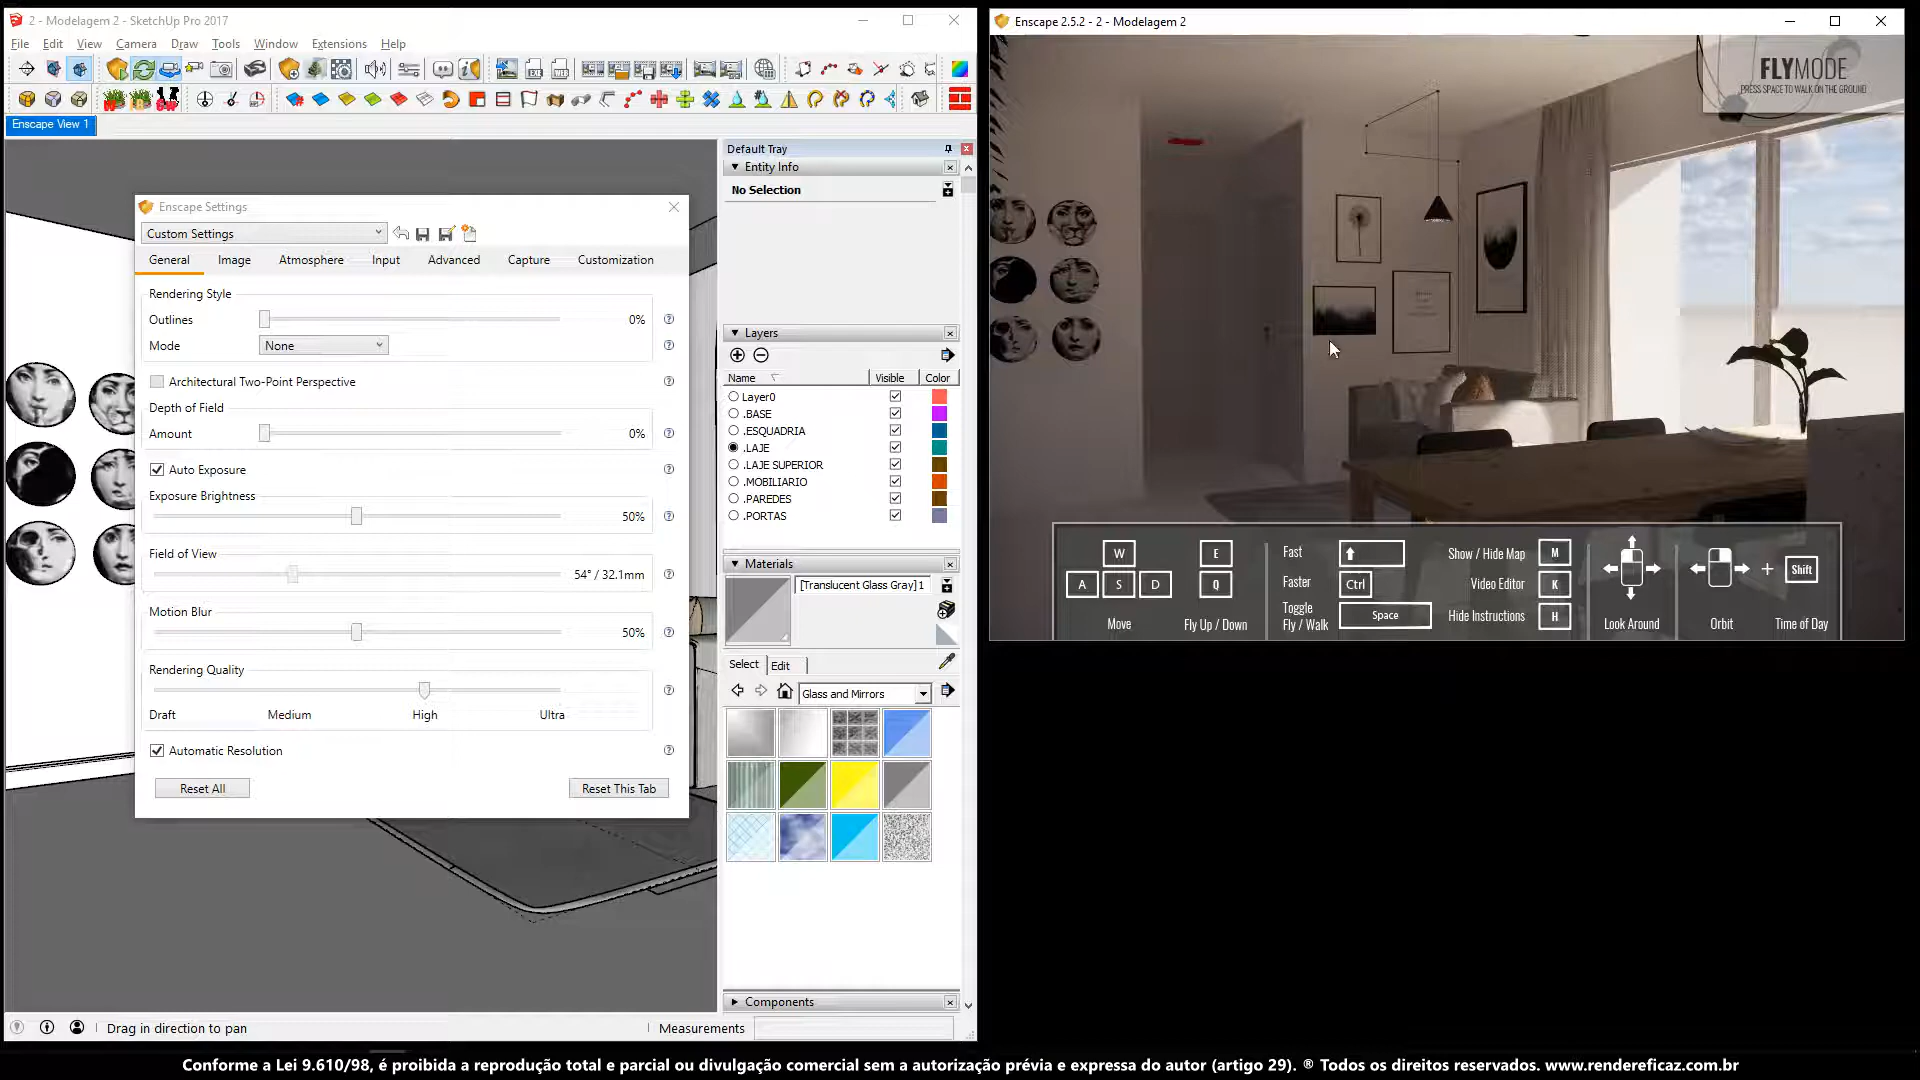 2 - Modelagem 2 - SketchUp Pro 2017
File Edit View Camera Draw Tools Window Extensions Help
Enscape View 1
Enscape Settings
Custom Settings
General Image Atmosphere Input Advanced Capture Customization
Rendering Style
Outlines 0%
Mode None
Architectural Two-Point Perspective
Depth of Field
Amount 0%
Auto Exposure
Exposure Brightness
50%
Field of View
54° / 32.1mm
Motion Blur
50%
Rendering Quality
Draft Medium High Ultra
Automatic Resolution
Reset All Reset This Tab
Default Tray
Entity Info
No Selection
Layers
Name Visible Color
Layer0
.BASE
.ESQUADRIA
.LAJE
.LAJE SUPERIOR
.MOBILIARIO
.PAREDES
.PORTAS
Materials
[Translucent Glass Gray]1
Select Edit
Glass and Mirrors
Components
Drag in direction to pan
Measurements
Enscape 2.5.2 - 2 - Modelagem 2
FLYMODE
PRESS SPACE TO WALK ON THE GROUND
W E Fast Show / Hide Map M
A S D Q Faster Ctrl Video Editor K
Shift
Toggle
Fly / Walk Space Hide Instructions H
Move Fly Up / Down Look Around Orbit Time of Day
Conforme a Lei 9.610/98, é proibida a reprodução total e parcial ou divulgação comercial sem a autorização prévia e expressa do autor (artigo 29). ® Todos os direitos reservados. www.rendereficaz.com.br